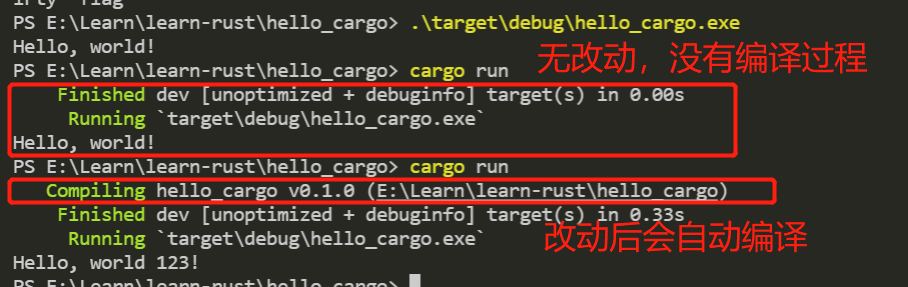 PS E:\Learn\learn-rust\hello_cargo> .\target\debug\hello_cargo.exe
Hello, world!
PS E:\Learn\learn-rust\hello_cargo> cargo run
无改动，没有编译过程
Finished dev [unoptimized + debuginfo] target(s) in 0.00s
Running `target\debug\hello_cargo.exe`
Hello, world!
PS E:\Learn\learn-rust\hello_cargo> cargo run
Compiling hello_cargo v0.1.0 (E:\Learn\learn-rust\hello_cargo)
Finished dev [unoptimized + debuginfo] target(s) in 0.33s
改动后会自动编译
Running `target\debug\hello_cargo.exe`
Hello, world 123!
PS E:\Learn\learn-rust\hello_cargo>